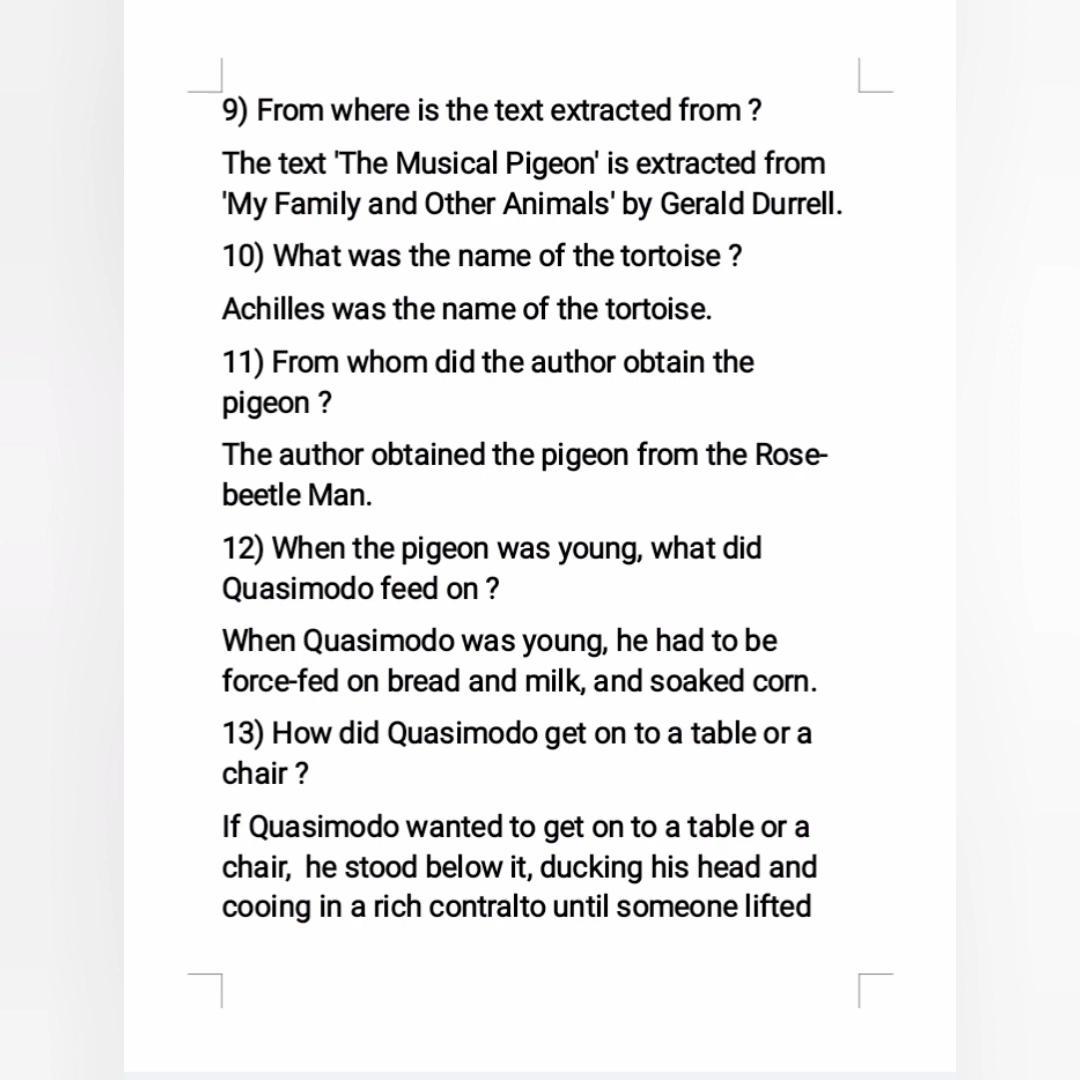 9) From where is the text extracted from ?
The text 'The Musical Pigeon' is extracted from
'My Family and Other Animals' by Gerald Durrell.
10) What was the name of the tortoise ?
Achilles was the name of the tortoise.
11) From whom did the author obtain the
pigeon ?
The author obtained the pigeon from the Rose-
beetle Man.
12) When the pigeon was young, what did
Quasimodo feed on ?
When Quasimodo was young, he had to be
force-fed on bread and milk, and soaked corn.
13) How did Quasimodo get on to a table or a
chair ?
If Quasimodo wanted to get on to a table or a
chair,  he stood below it, ducking his head and
cooing in a rich contralto until someone lifted